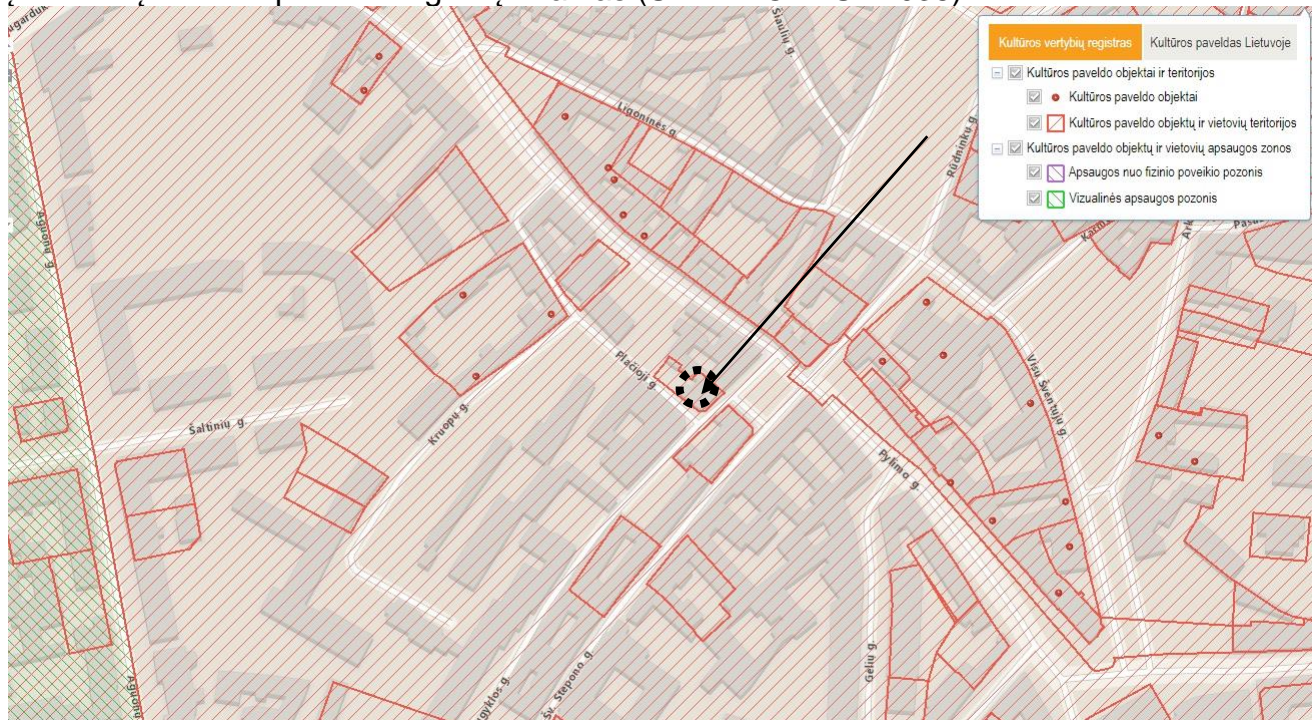 Kultūros vertybių registras
Kultūros paveldas Lietuvoje
Kultūros paveldo objektai ir teritorijos
Kultūros paveldo objektai
Kultūros paveldo objektų ir vietovių teritorijos
Kultūros paveldo objektų ir vietovių apsaugos zonos
Apsaugos nuo fizinio poveikio pozonis
Vizualinės apsaugos pozonis
Šiaulių g.
Ligoninės g.
Rūdninkų g.
Plačioji g.
Kruopų g.
Šaltinių g.
Visų Šventųjų g.
Pylimo g.
Gėlių g.
Šv. Stepono g.
Aguonų g.